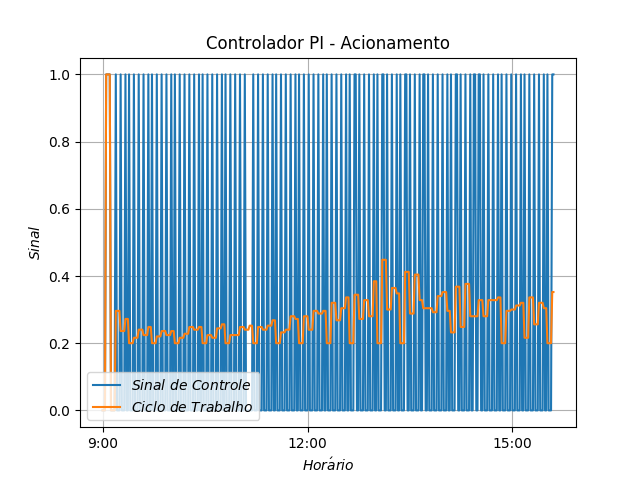 Controlador PI - Acionamento
1.0
0.8
0.6
0.4
0.2
0.0
Sinal
Sinal de Controle
Ciclo de Trabalho
9:00
12:00
15:00
Horário